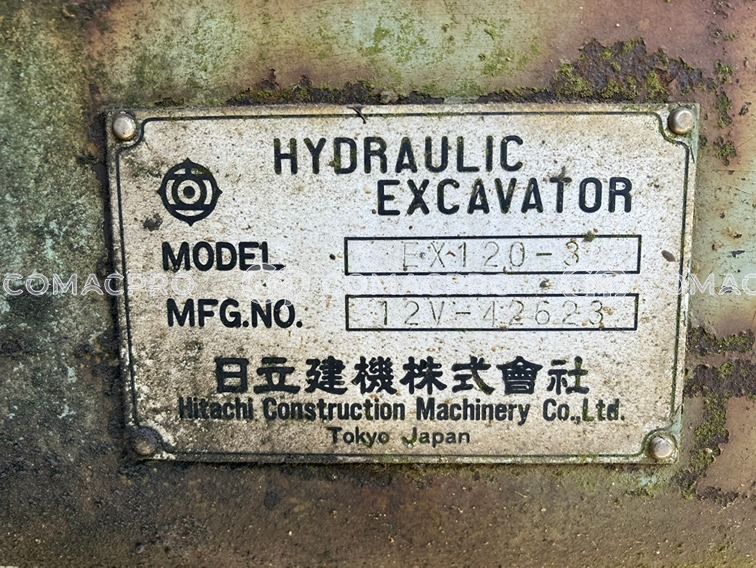 HYDRAULIC
EXCAVATOR
MODEL EX120-3
COMACPRO
MFG.NO. 12V-42623
日立建機株式會社
Hitachi Construction Machinery Co.,Ltd.
Tokyo Japan